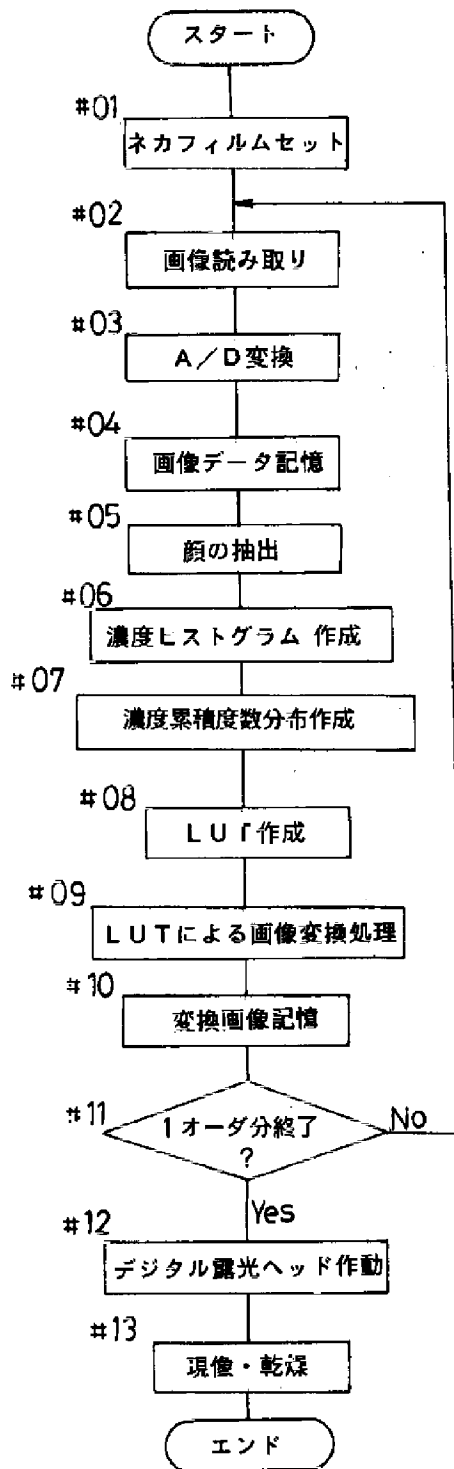 スタート
#01
ネカフィルムセット
#02
画像読み取り
#03
A/D変換
#04
画像データ記憶
#05
顔の抽出
#06
濃度ヒストグラム 作成
#07
濃度累積度数分布作成
#08
LUT作成
#09
LUTによる画像変換処理
#10
変換画像記憶
#11
1オーダ分終了
?
No
Yes
#12
デジタル露光ヘッド作動
#13
現像・乾燥
エンド